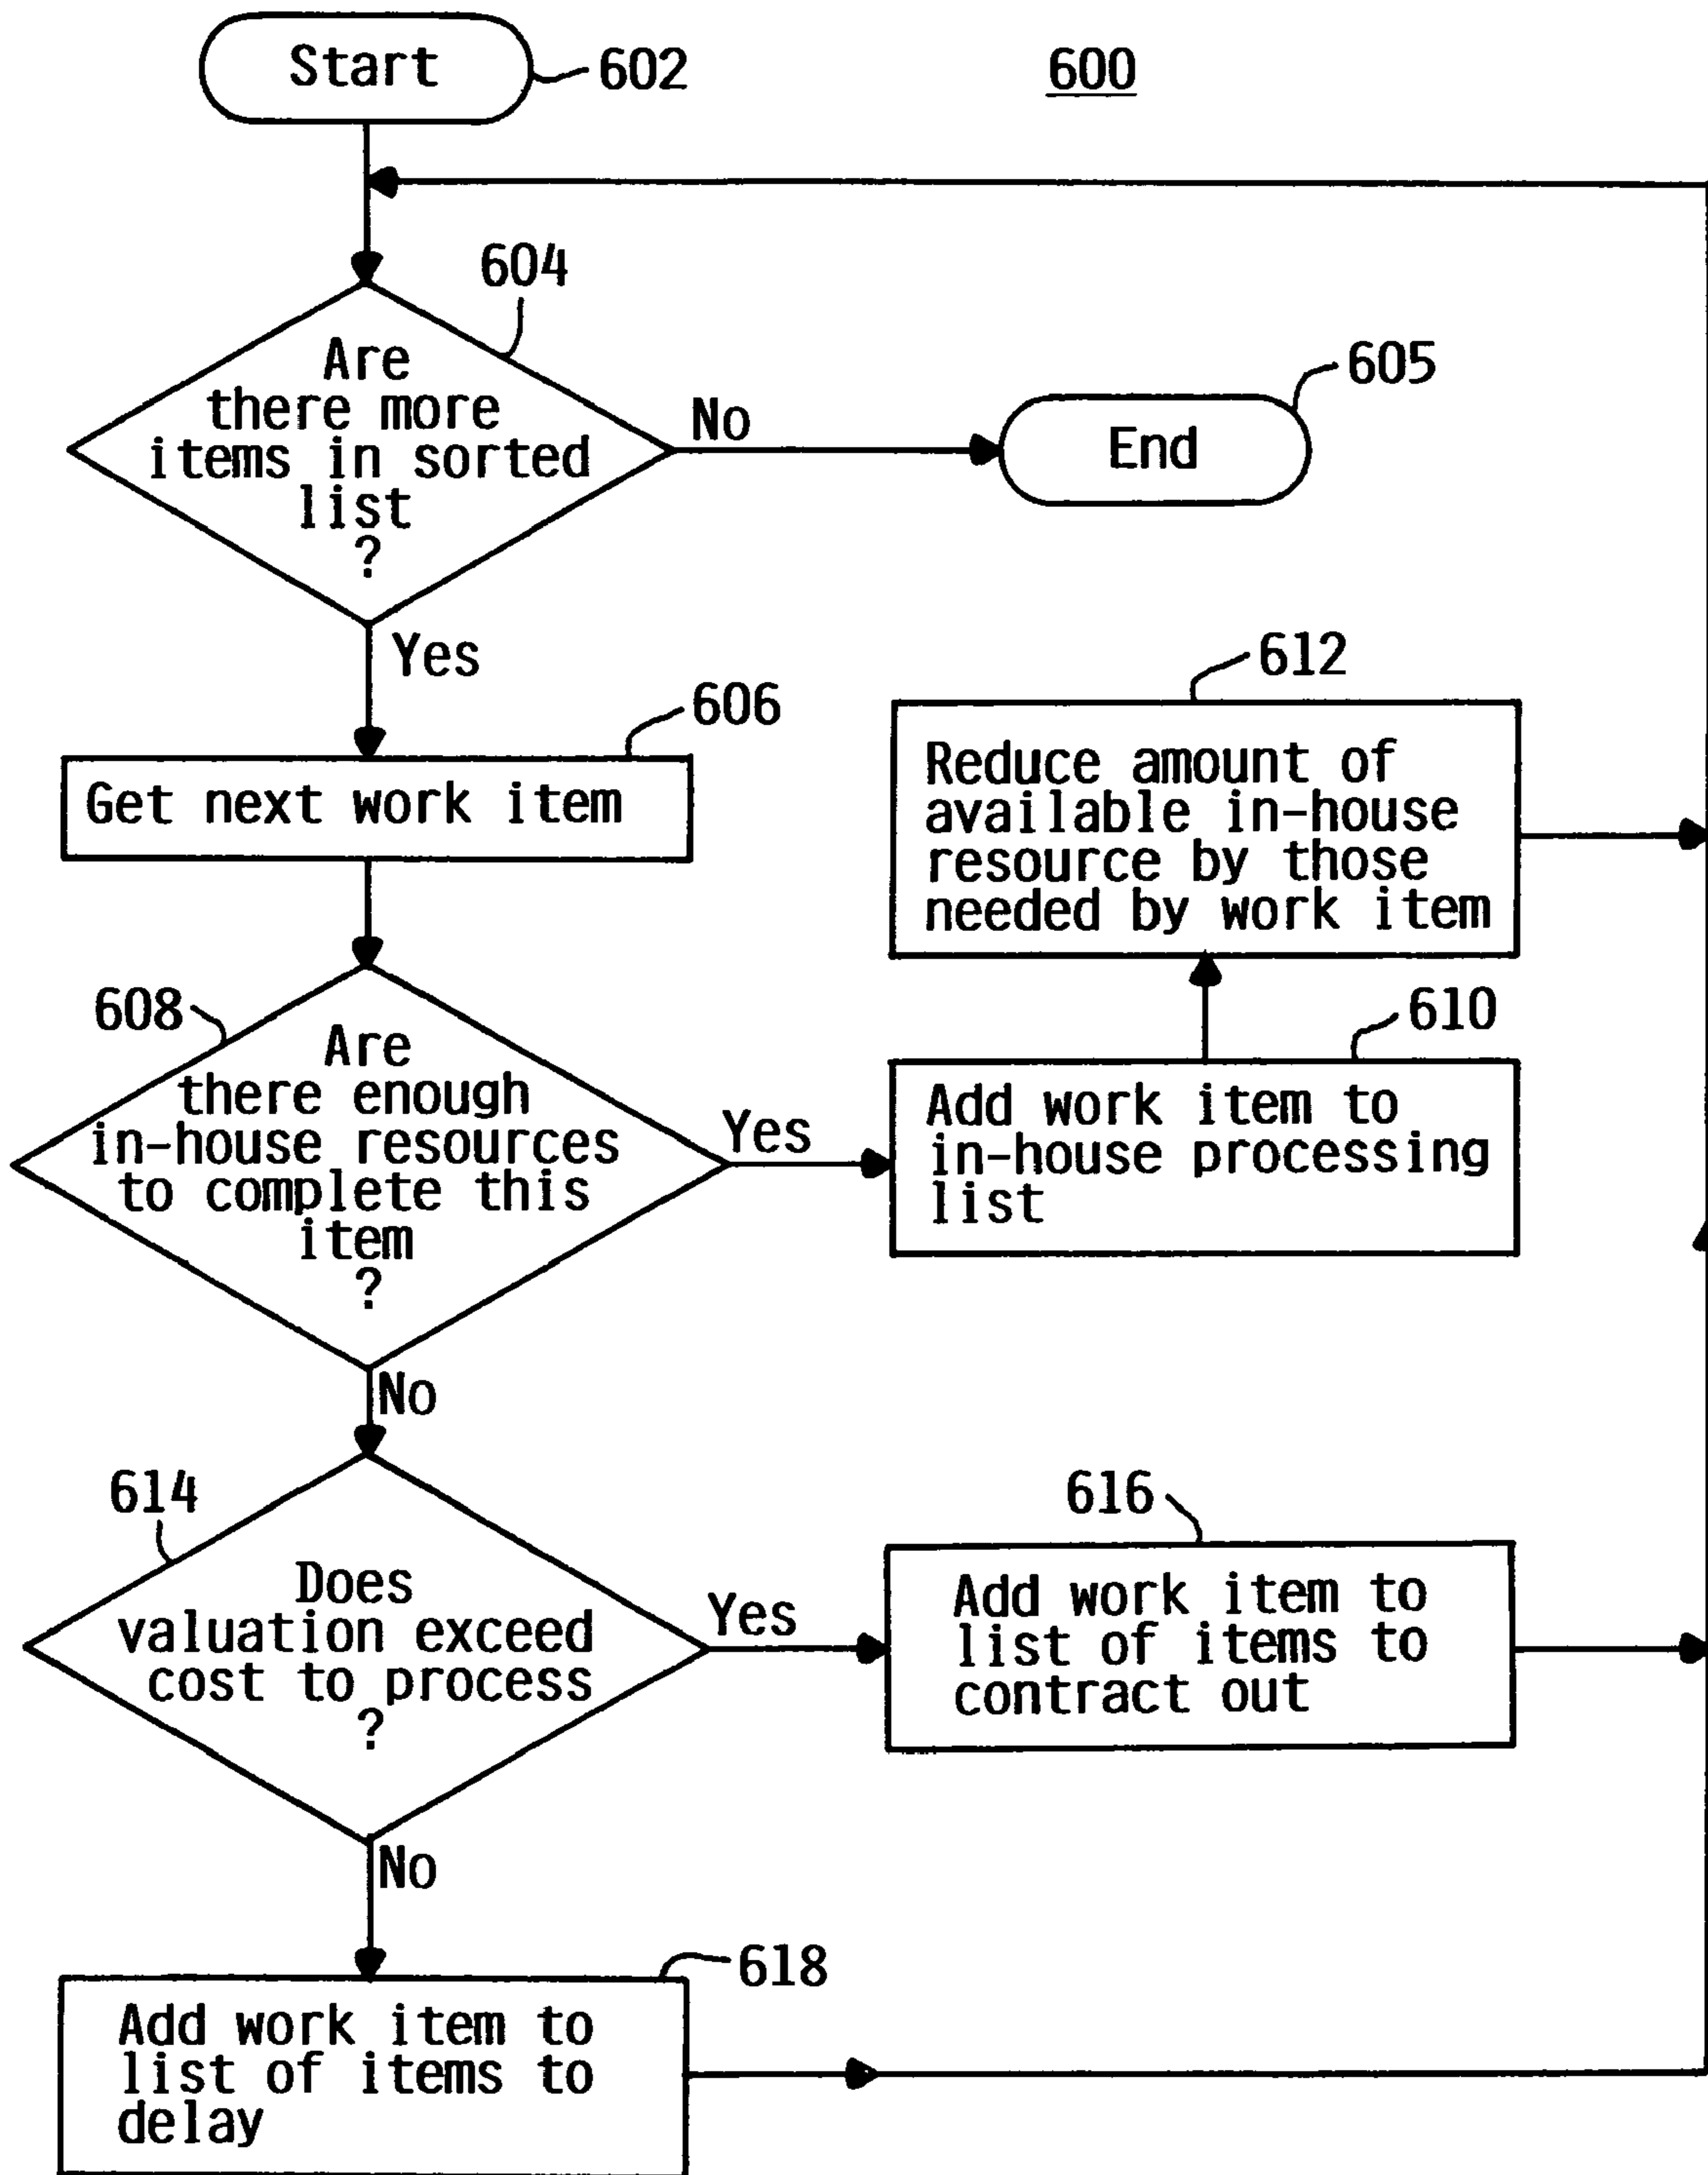 Start
602
600
604
Are
there more
items in sorted
list
?
No
605
End
Yes
606
Get next work item
612
Reduce amount of
available in-house
resource by those
needed by work item
608
Are
there enough
in-house resources
to complete this
item
?
Yes
610
Add work item to
in-house processing
list
No
614
Does
valuation exceed
cost to process
?
Yes
616
Add work item to
list of items to
contract out
No
618
Add work item to
list of items to
delay